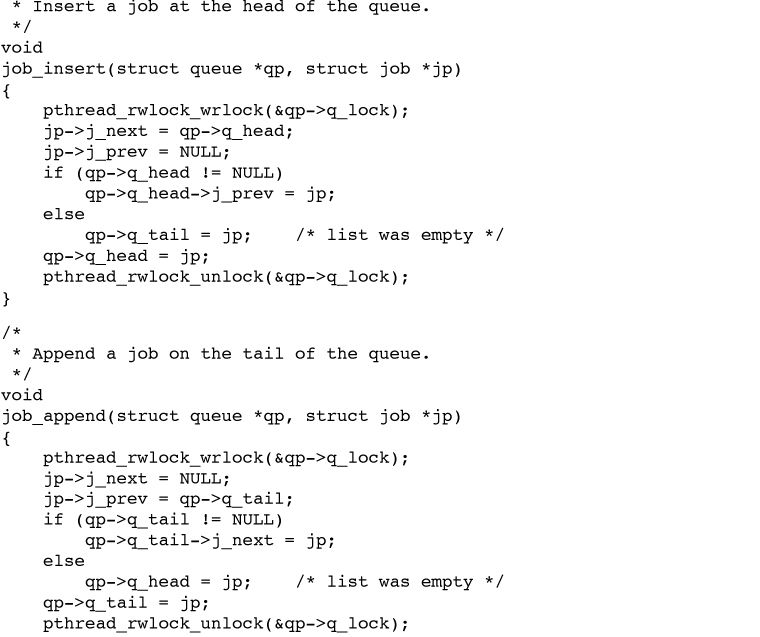 * Insert a job at the head of the queue.
 */
void
job_insert(struct queue *qp, struct job *jp)
{
    pthread_rwlock_wrlock(&qp->q_lock);
    jp->j_next = qp->q_head;
    jp->j_prev = NULL;
    if (qp->q_head != NULL)
        qp->q_head->j_prev = jp;
    else
        qp->q_tail = jp;    /* list was empty */
    qp->q_head = jp;
    pthread_rwlock_unlock(&qp->q_lock);
}
/*
 * Append a job on the tail of the queue.
 */
void
job_append(struct queue *qp, struct job *jp)
{
    pthread_rwlock_wrlock(&qp->q_lock);
    jp->j_next = NULL;
    jp->j_prev = qp->q_tail;
    if (qp->q_tail != NULL)
        qp->q_tail->j_next = jp;
    else
        qp->q_head = jp;    /* list was empty */
    qp->q_tail = jp;
    pthread_rwlock_unlock(&qp->q_lock);